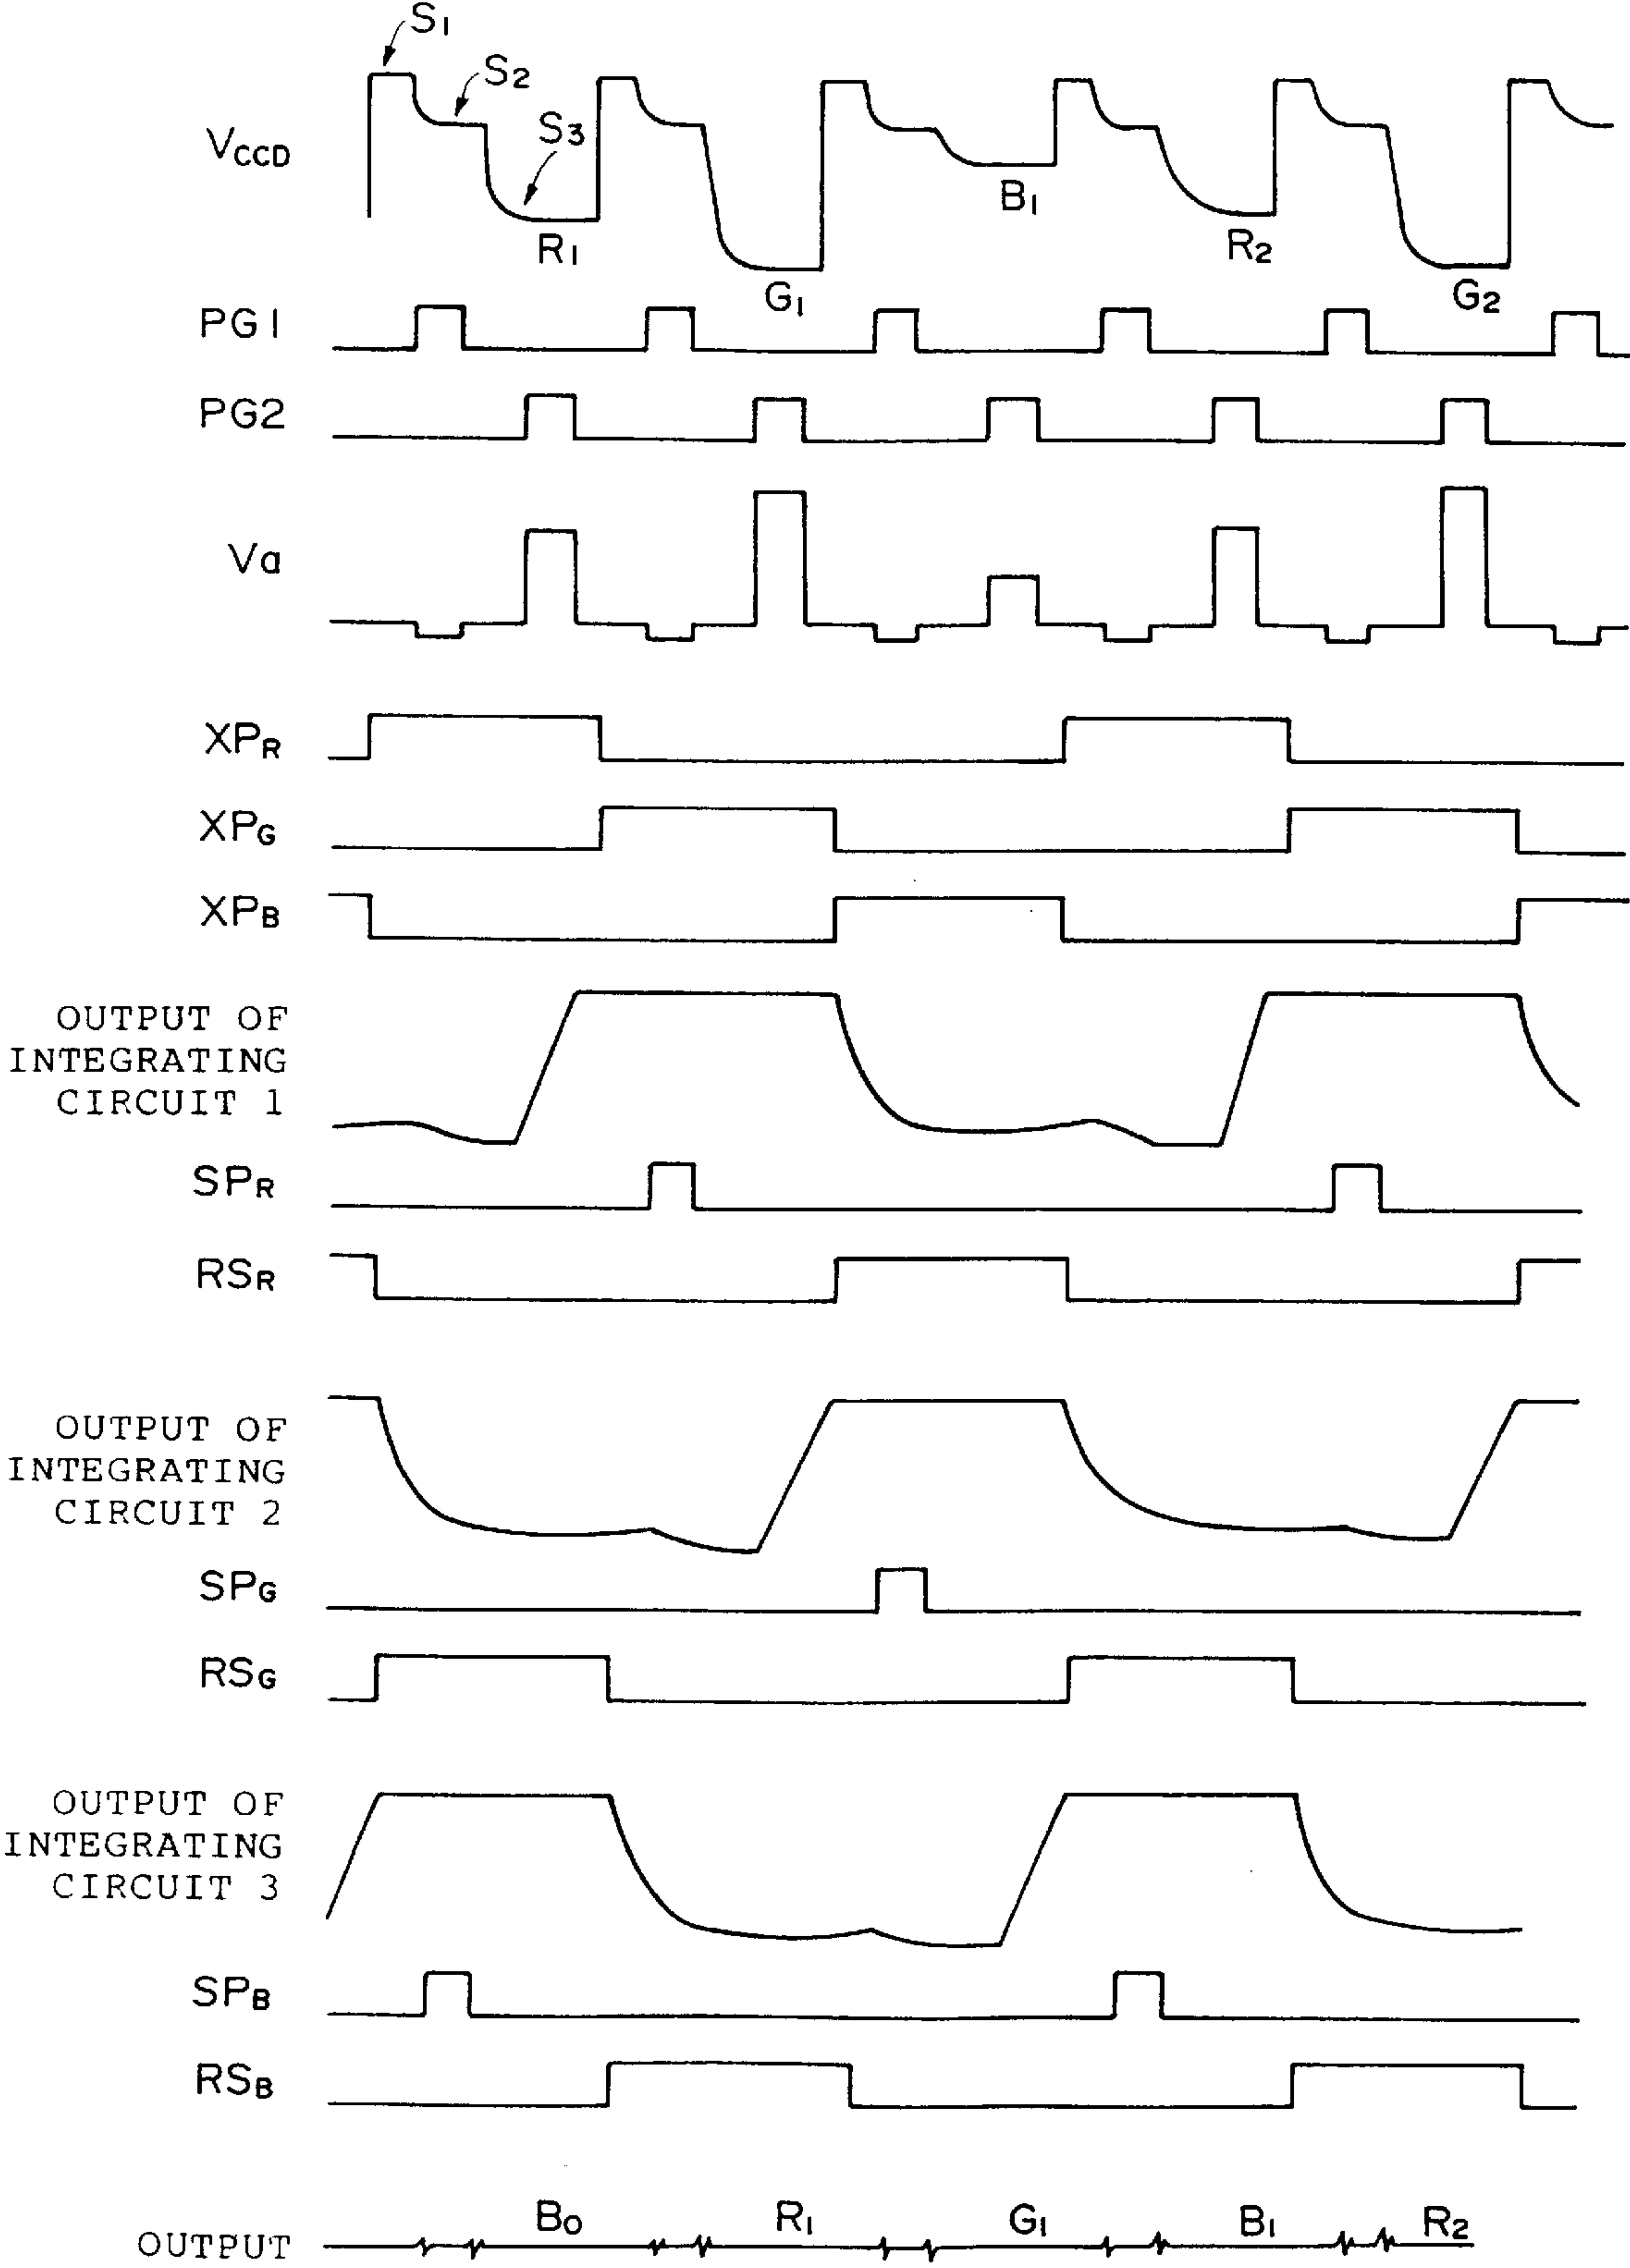 S1
S2
S3
VCCD
R1
G1
B1
R2
G2
PG1
PG2
Va
XPR
XPG
XPB
OUTPUT OF
INTEGRATING
CIRCUIT 1
SPR
RSR
OUTPUT OF
INTEGRATING
CIRCUIT 2
SPG
RSG
OUTPUT OF
INTEGRATING
CIRCUIT 3
SPB
RSB
OUTPUT
B0
R1
G1
B1
R2